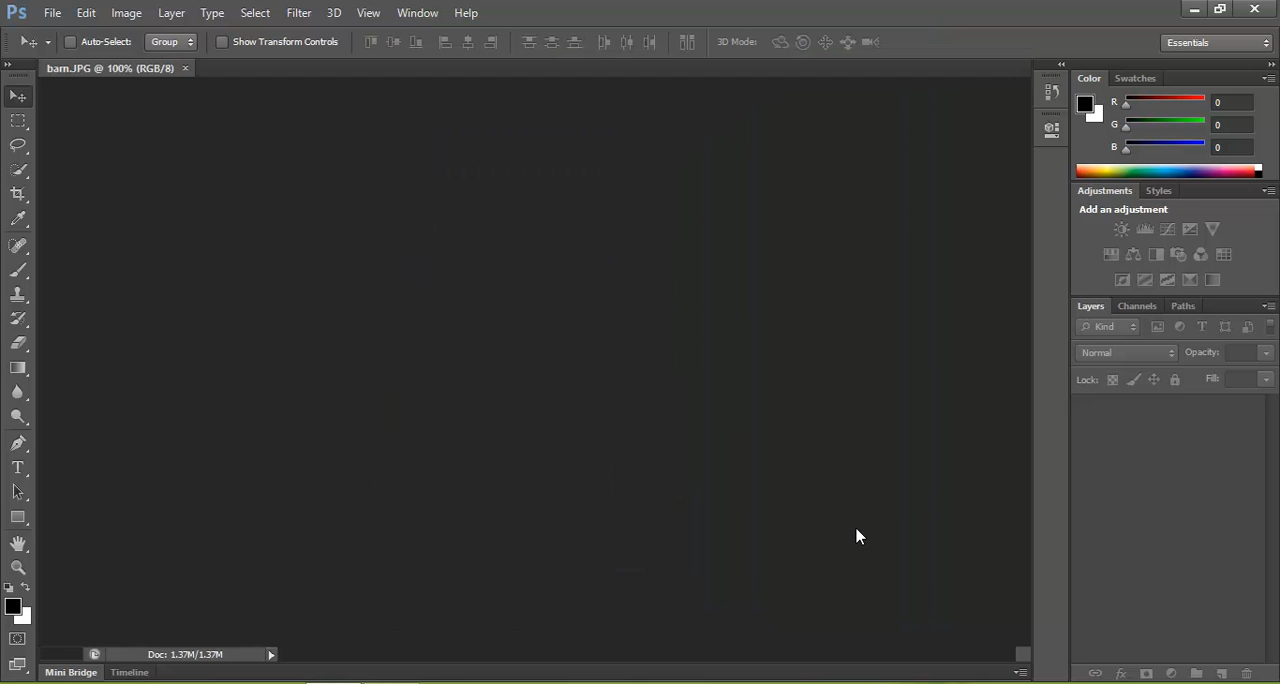 Ps File Edit Image Layer Type Select Filter 3D View Window Help
Auto-Select: Group Show Transform Controls 3D Mode: Essentials
barn.JPG @ 100% (RGB/8) ×
Color Swatches
R 0
G 0
B 0
Adjustments Styles
Add an adjustment
Layers Channels Paths
Kind T
Normal Opacity:
Lock: Fill:
T
fx
Doc: 1.37M/1.37M
Mini Bridge Timeline